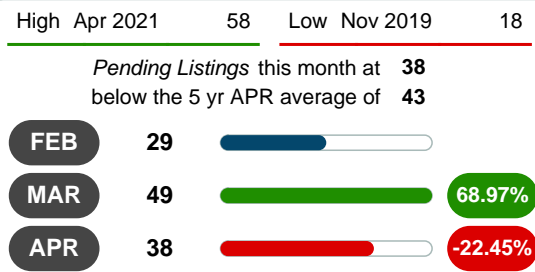 High Apr 2021 58 Low Nov 2019 18
Pending Listings this month at 38
below the 5 yr APR average of 43
FEB 29
MAR 49 68.97%
APR 38 -22.45%